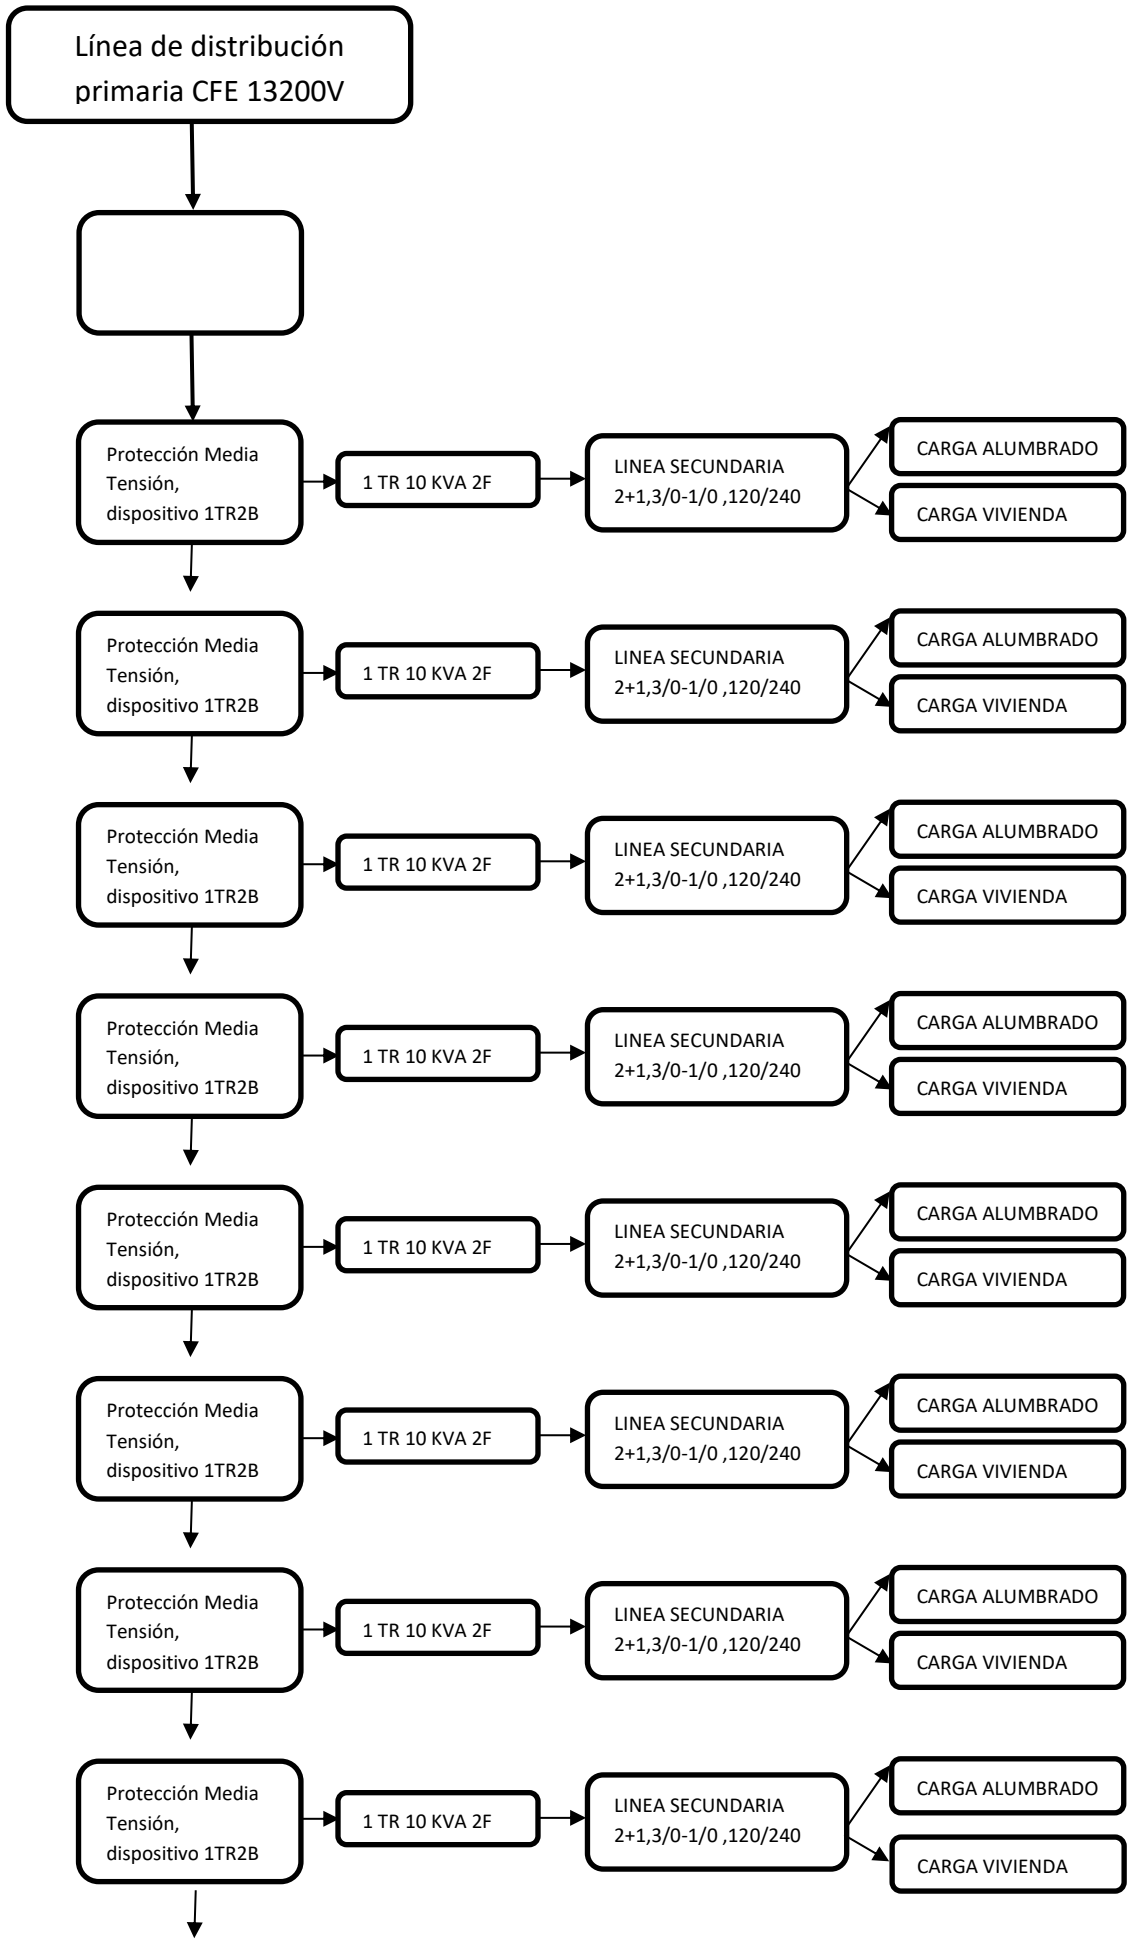 Línea de distribución
primaria CFE 13200V
Protección Media
Tensión,
dispositivo 1TR2B
1 TR 10 KVA 2F
LINEA SECUNDARIA
2+1,3/0-1/0 ,120/240
CARGA ALUMBRADO
CARGA VIVIENDA
Protección Media
Tensión,
dispositivo 1TR2B
1 TR 10 KVA 2F
LINEA SECUNDARIA
2+1,3/0-1/0 ,120/240
CARGA ALUMBRADO
CARGA VIVIENDA
Protección Media
Tensión,
dispositivo 1TR2B
1 TR 10 KVA 2F
LINEA SECUNDARIA
2+1,3/0-1/0 ,120/240
CARGA ALUMBRADO
CARGA VIVIENDA
Protección Media
Tensión,
dispositivo 1TR2B
1 TR 10 KVA 2F
LINEA SECUNDARIA
2+1,3/0-1/0 ,120/240
CARGA ALUMBRADO
CARGA VIVIENDA
Protección Media
Tensión,
dispositivo 1TR2B
1 TR 10 KVA 2F
LINEA SECUNDARIA
2+1,3/0-1/0 ,120/240
CARGA ALUMBRADO
CARGA VIVIENDA
Protección Media
Tensión,
dispositivo 1TR2B
1 TR 10 KVA 2F
LINEA SECUNDARIA
2+1,3/0-1/0 ,120/240
CARGA ALUMBRADO
CARGA VIVIENDA
Protección Media
Tensión,
dispositivo 1TR2B
1 TR 10 KVA 2F
LINEA SECUNDARIA
2+1,3/0-1/0 ,120/240
CARGA ALUMBRADO
CARGA VIVIENDA
Protección Media
Tensión,
dispositivo 1TR2B
1 TR 10 KVA 2F
LINEA SECUNDARIA
2+1,3/0-1/0 ,120/240
CARGA ALUMBRADO
CARGA VIVIENDA